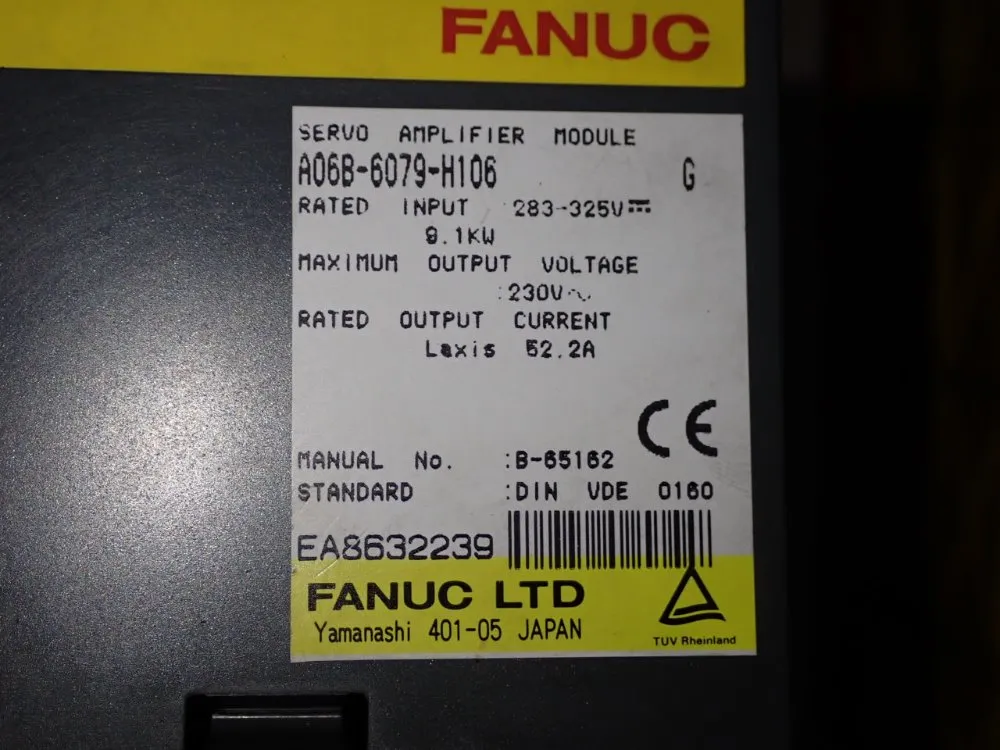 FANUC
SERVO AMPLIFIER MODULE
A06B-6079-H106 G
RATED INPUT 283-325V⎓
9.1KW
MAXIMUM OUTPUT VOLTAGE
:230V~
RATED OUTPUT CURRENT
Laxis 52.2A
CE
MANUAL No. :B-65162
STANDARD :DIN VDE 0160
EA8632239
FANUC LTD
Yamanashi 401-05 JAPAN
TUV Rheinland